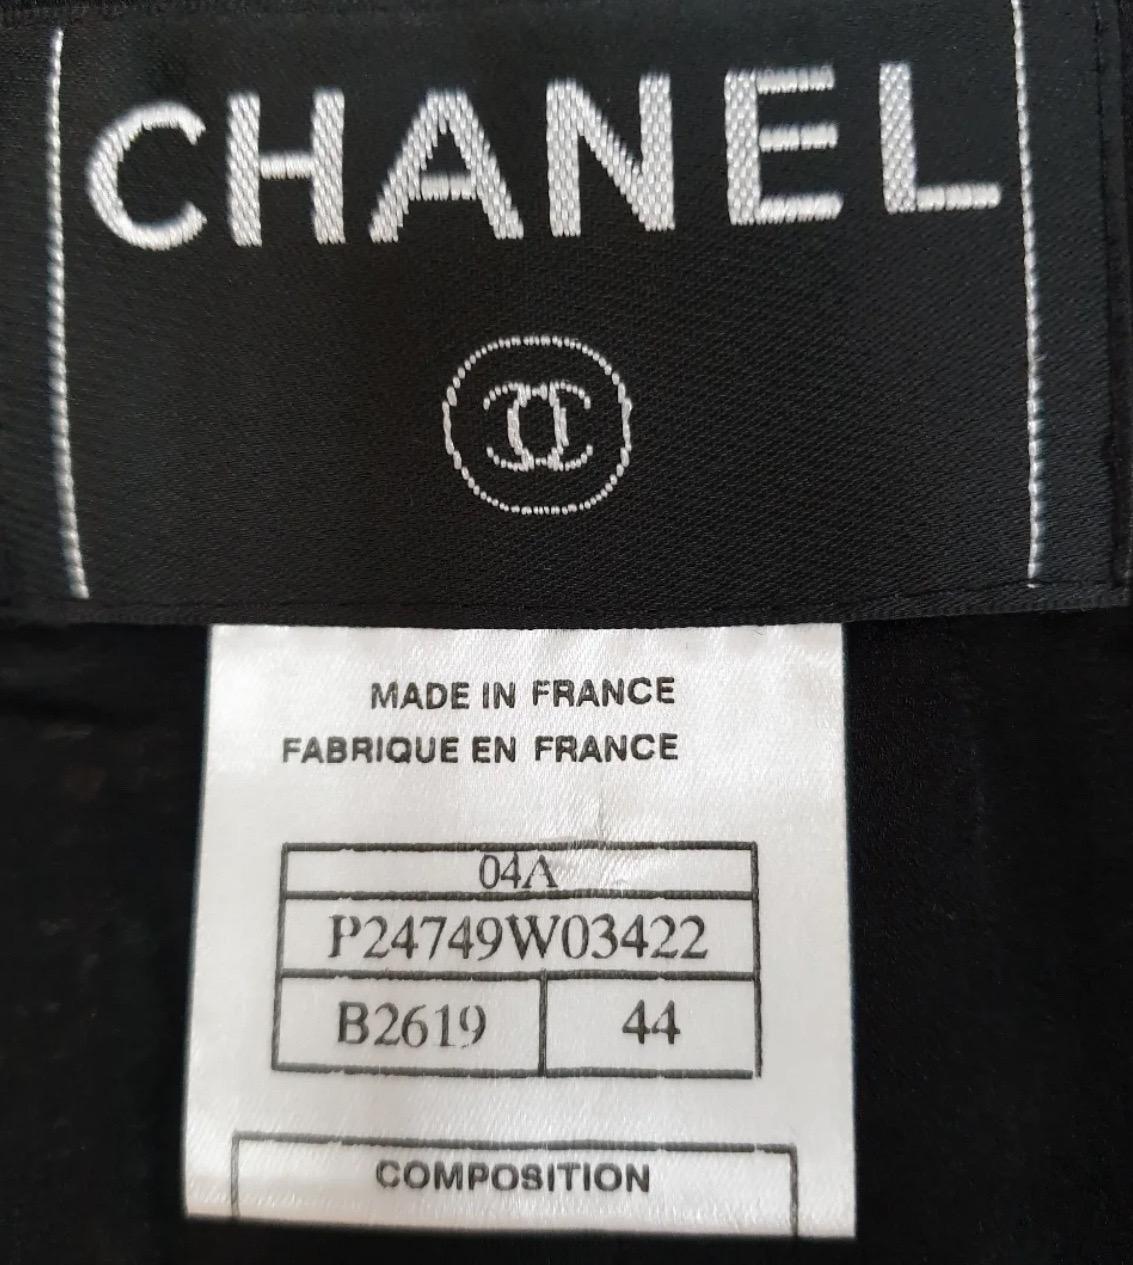 CHANEL
MADE IN FRANCE
FABRIQUE EN FRANCE
04A
P24749W03422
B2619 44
COMPOSITION